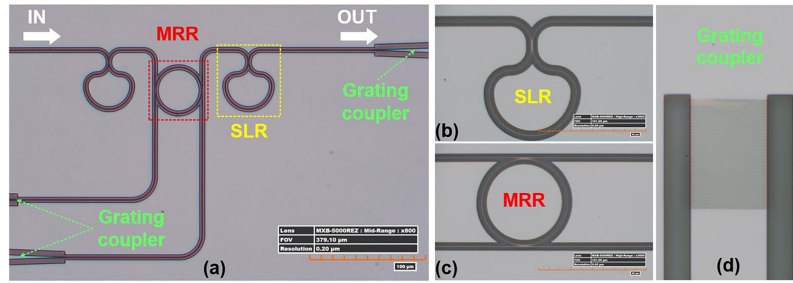 IN
OUT
MRR
Grating
coupler
SLR
Grating
coupler
Lens MXB-5000REZ : Mid-Range : x800
FOV 379.10 μm
Resolution 0.20 μm
100 μm
(a)
SLR
(b)
MRR
(c)
Grating
coupler
(d)